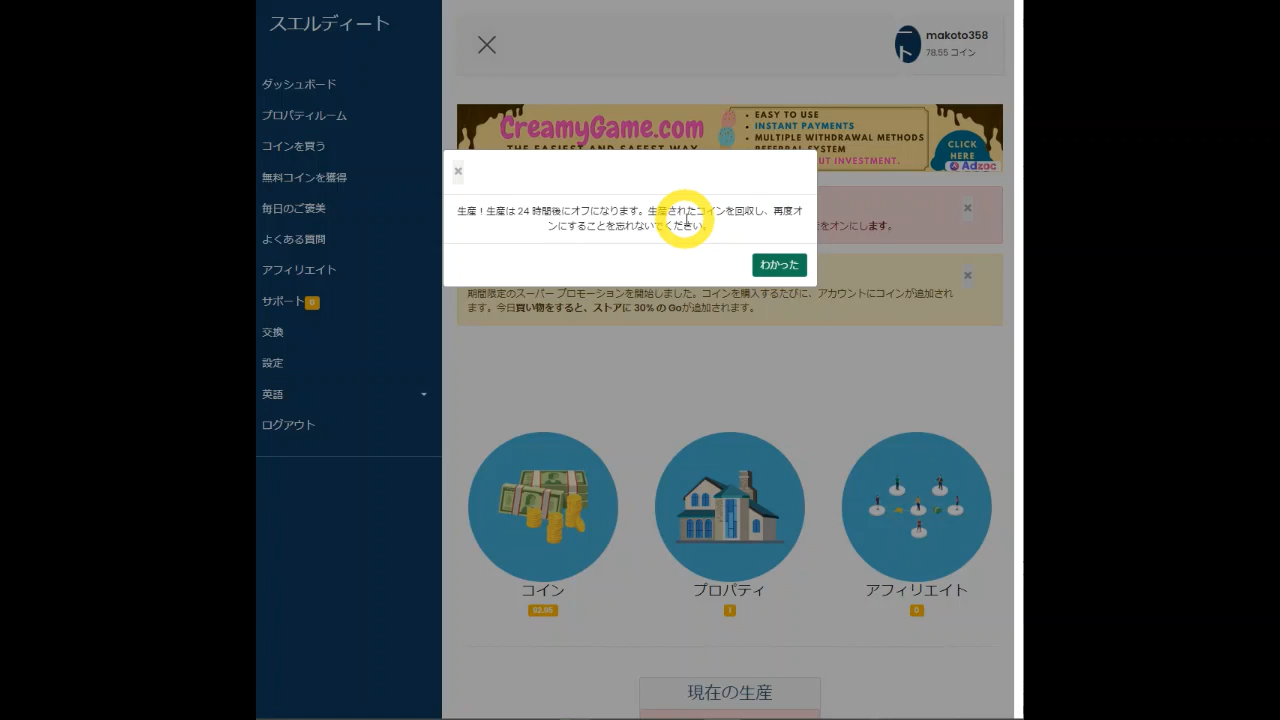 スエルディート
makoto358
78.55 コイン
ダッシュボード
プロパティルーム
コインを買う
無料コインを獲得
毎日のご褒美
よくある質問
アフィリエイト
サポート 0
交換
設定
英語
ログアウト
CreamyGame.com
• EASY TO USE
• INSTANT PAYMENTS
• MULTIPLE WITHDRAWAL METHODS
SYSTEM
UT INVESTMENT.
CLICK
HERE
Adzoc
×
生産！生産は 24 時間後にオフになります。生産されたコインを回収し、再度オ
ンにすることを忘れないでください。
わかった
×
をオンにします。
×
期間限定のスーパー プロモーションを開始しました。コインを購入するたびに、アカウントにコインが追加され
ます。今日買い物をすると、ストアに 30% の Goが追加されます。
コイン
プロパティ
アフィリエイト
1
0
現在の生産